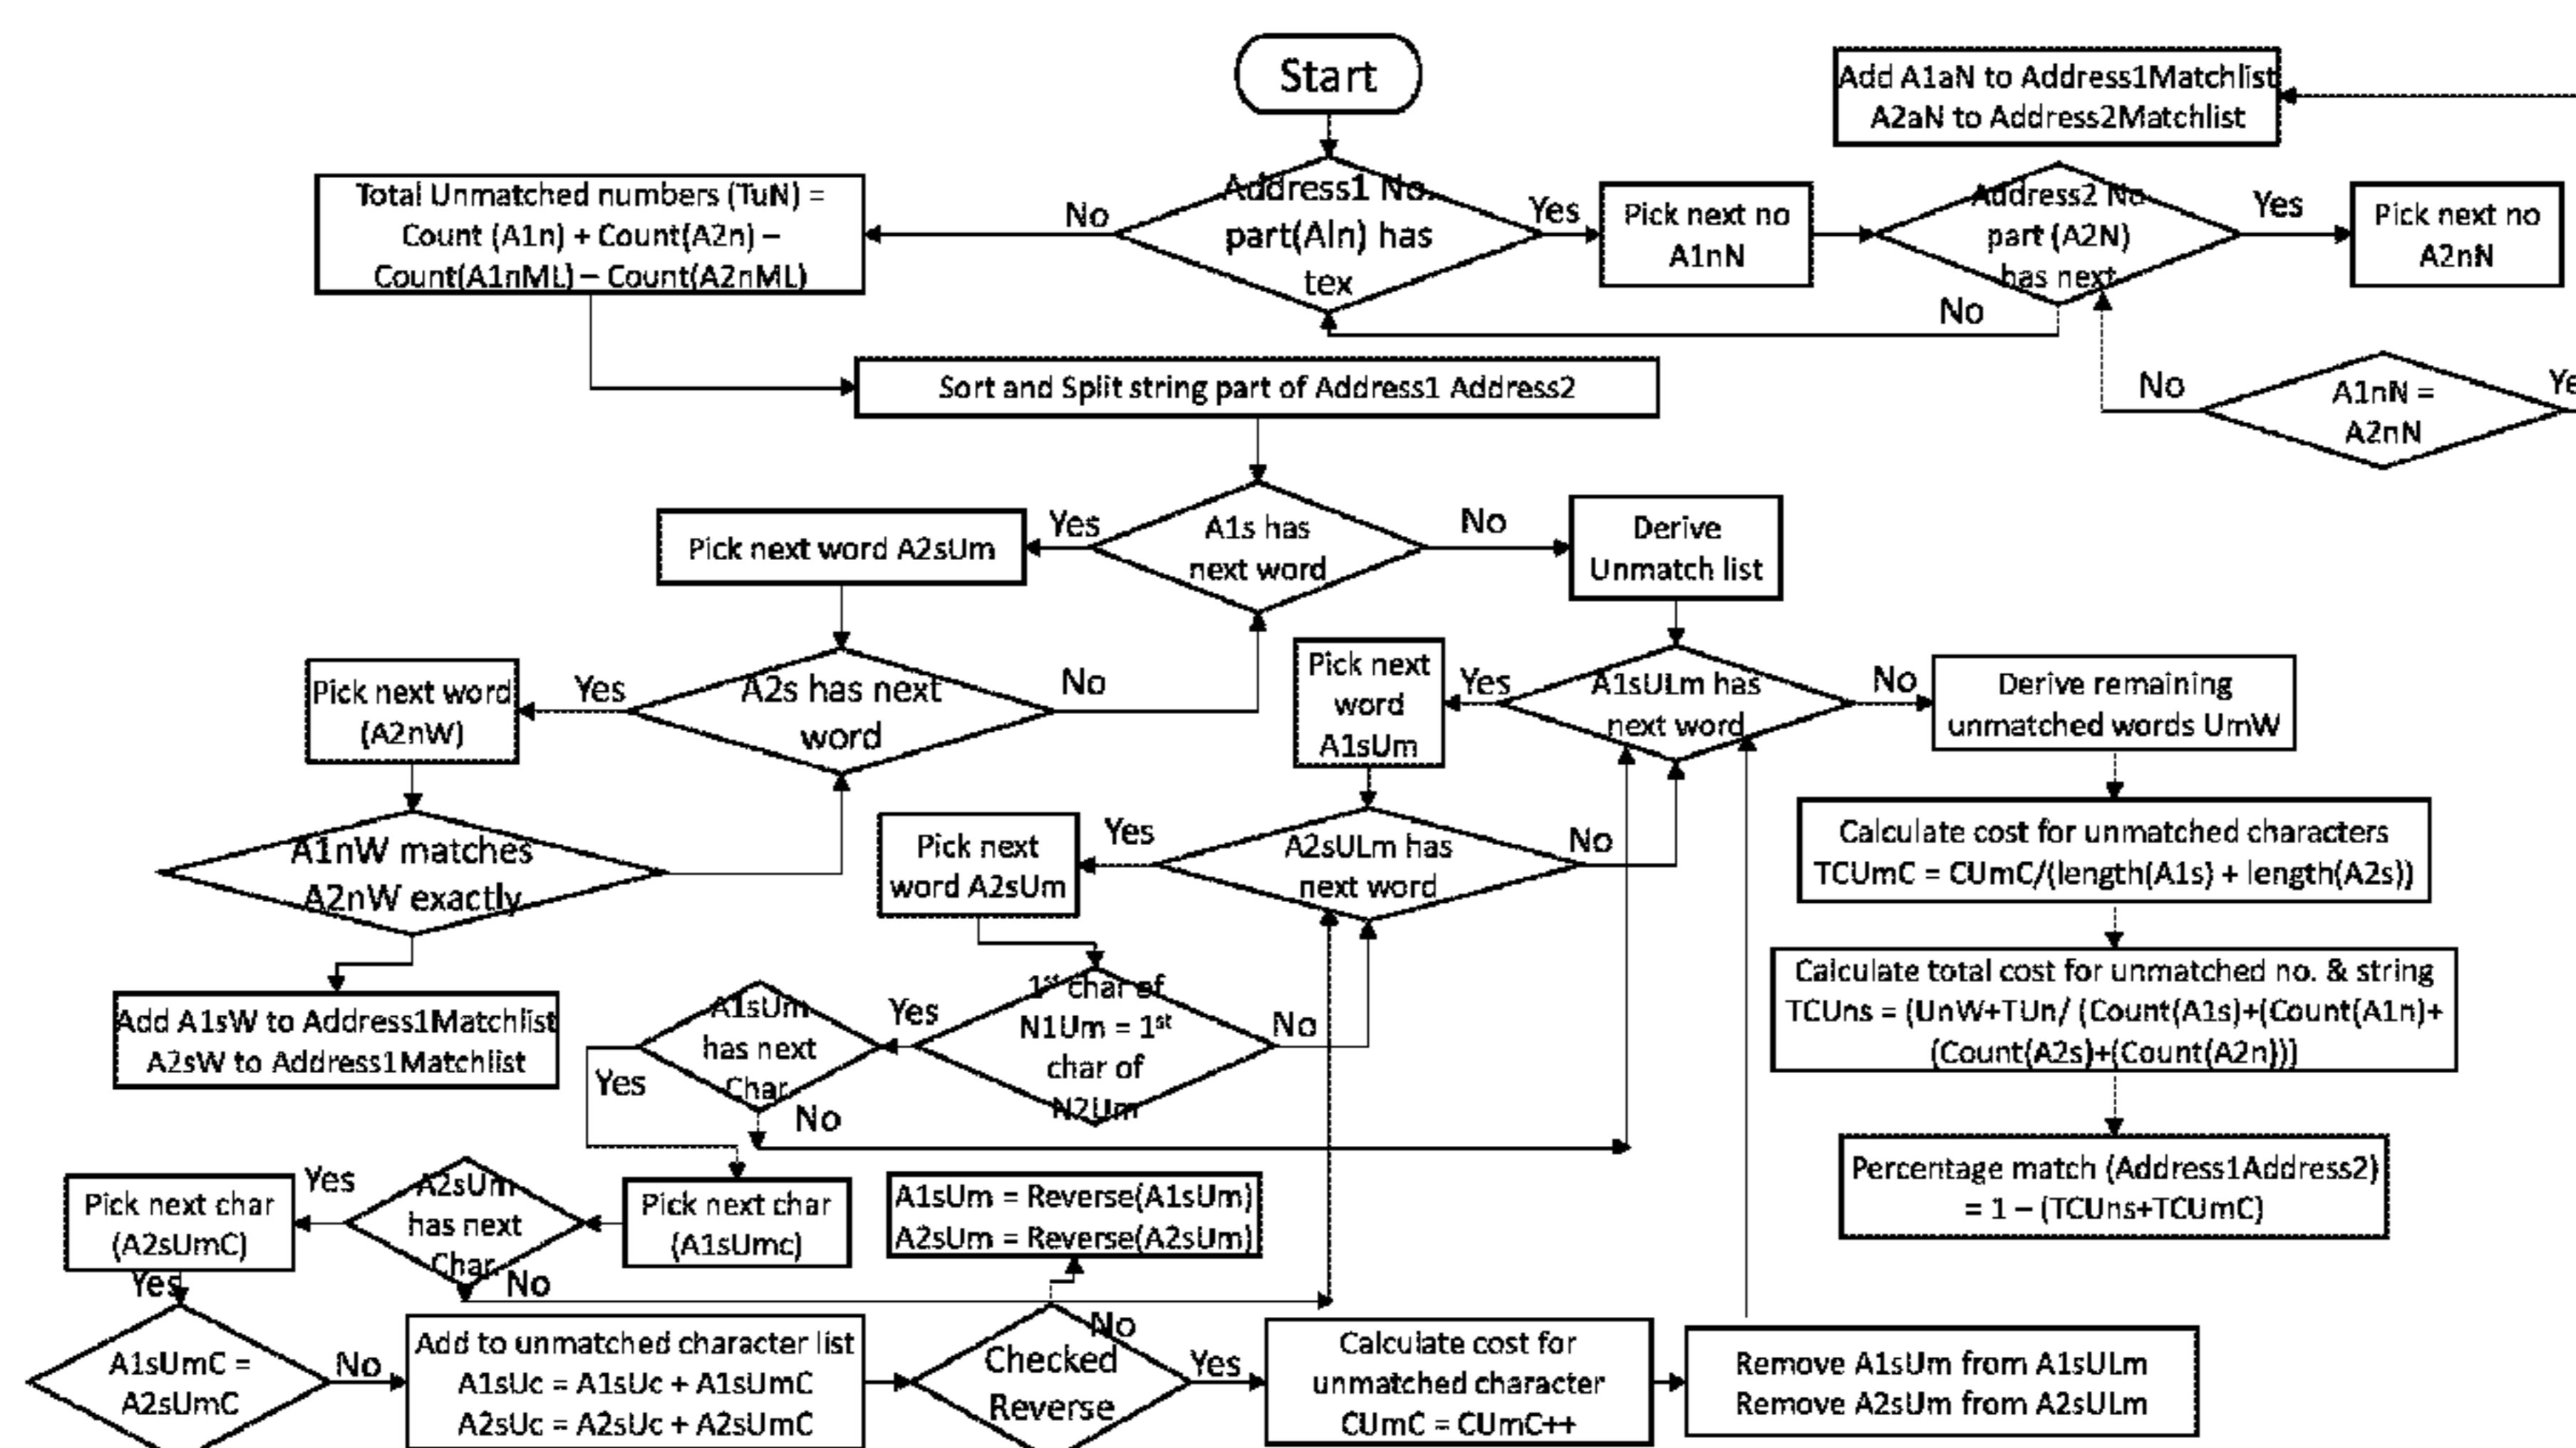 Start
Add A1aN to Address1Matchlist
A2aN to Address2Matchlist
Total Unmatched numbers (TuN) =
Count (A1n) + Count(A2n) –
Count(A1nML) – Count(A2nML)
No
Address1 No.
part(Aln) has
tex
Yes
Pick next no
A1nN
Address2 No
part (A2N)
has next
Yes
Pick next no
A2nN
No
Sort and Split string part of Address1 Address2
No
A1nN =
A2nN
Ye
Pick next word A2sUm
Yes
A1s has
next word
No
Derive
Unmatch list
Pick next word
(A2nW)
Yes
A2s has next
word
No
Pick next
word
A1sUm
Yes
A1sULm has
next word
No
Derive remaining
unmatched words UmW
A1nW matches
A2nW exactly
Pick next
word A2sUm
Yes
A2sULm has
next word
No
Calculate cost for unmatched characters
TCUmC = CUmC/(length(A1s) + length(A2s))
Add A1sW to Address1Matchlist
A2sW to Address1Matchlist
A1sUm
has next
Char
Yes
No
Yes
1st char of
N1Um = 1st
char of
N2Um
No
Calculate total cost for unmatched no. & string
TCUns = (UnW+TUn/ (Count(A1s)+(Count(A1n)+
(Count(A2s)+(Count(A2n))]
Pick next char
(A2sUmC)
Yes
A2sUm
has next
Char
No
Pick next char
(A1sUmc)
A1sUm = Reverse(A1sUm)
A2sUm = Reverse(A2sUm)
Percentage match (Address1Address2)
= 1 – (TCUns+TCUmC)
Yes
A1sUmC =
A2sUmC
No
Add to unmatched character list
A1sUc = A1sUc + A1sUmC
A2sUc = A2sUc + A2sUmC
No
Checked
Reverse
Yes
Calculate cost for
unmatched character
CUmC = CUmC++
Remove A1sUm from A1sULm
Remove A2sUm from A2sULm